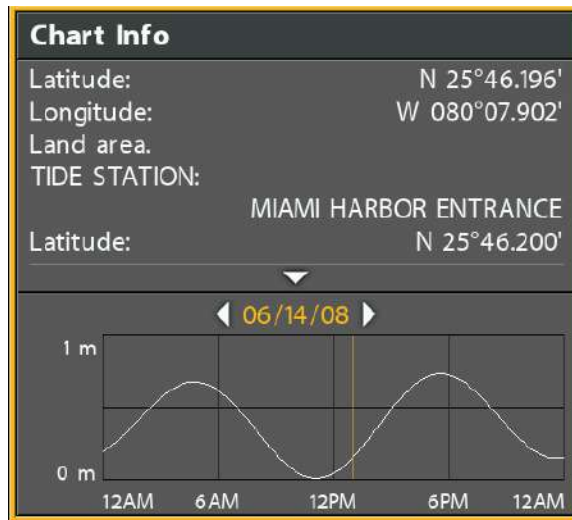 Chart Info
Latitude: N 25°46.196'
Longitude: W 080°07.902'
Land area.
TIDE STATION:
MIAMI HARBOR ENTRANCE
Latitude: N 25°46.200'
06/14/08
1 m
0 m
12AM 6AM 12PM 6PM 12AM